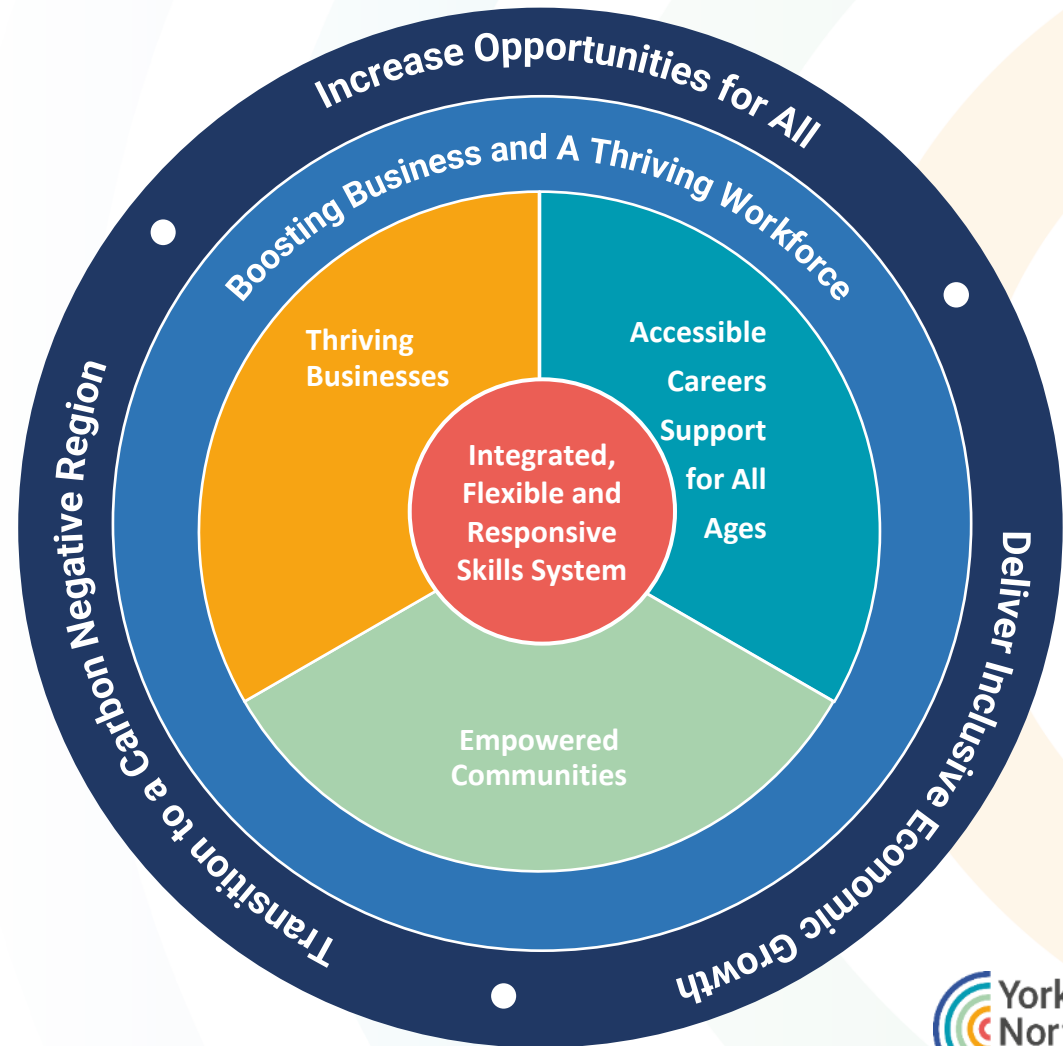 Increase Opportunities for All
Boosting Business and A Thriving Workforce
Thriving
Businesses
Accessible
Careers
Support
for All
Ages
Integrated,
Flexible and
Responsive
Skills System
Empowered
Communities
Transition to a Carbon Negative Region
Deliver Inclusive Economic Growth